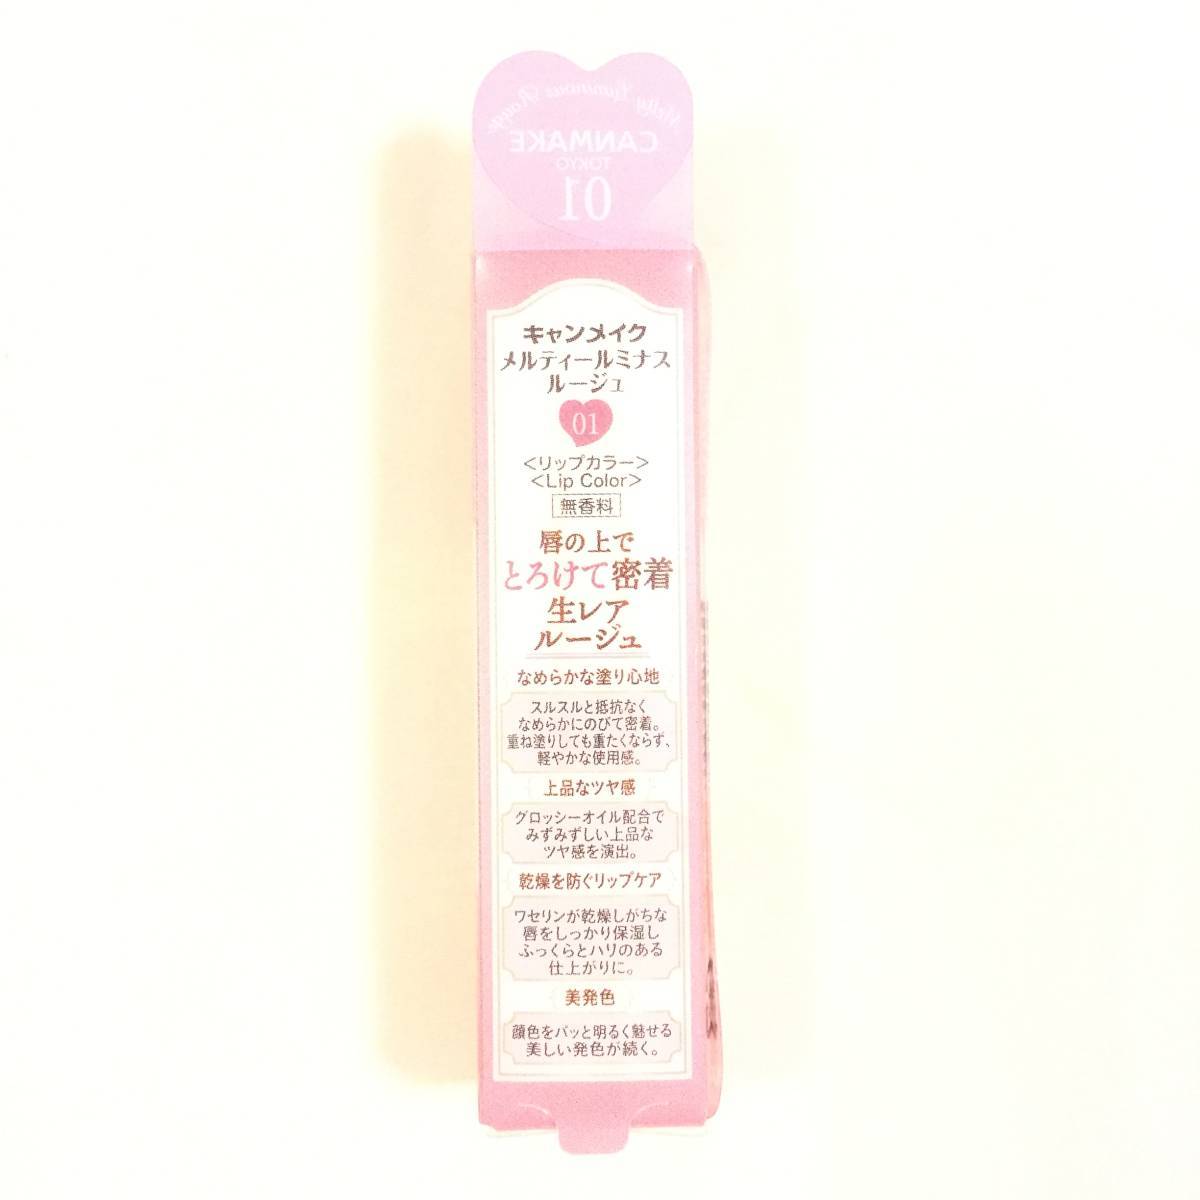 Melty Luminous Rouge
CANMAKE
TOKYO
01
キャンメイク
メルティールミナス
ルージュ
01
＜リップカラー＞
＜Lip Color＞
無香料
唇の上で
とろけて密着
生レア
ルージュ
なめらかな塗り心地
スルスルと抵抗なく
なめらかにのびて密着。
重ね塗りしても重たくならず、
軽やかな使用感。
上品なツヤ感
グロッシーオイル配合で
みずみずしい上品な
ツヤ感を演出。
乾燥を防ぐリップケア
ワセリンが乾燥しがちな
唇をしっかり保湿し
ふっくらとハリのある
仕上がりに。
美発色
顔色をパッと明るく魅せる
美しい発色が続く。